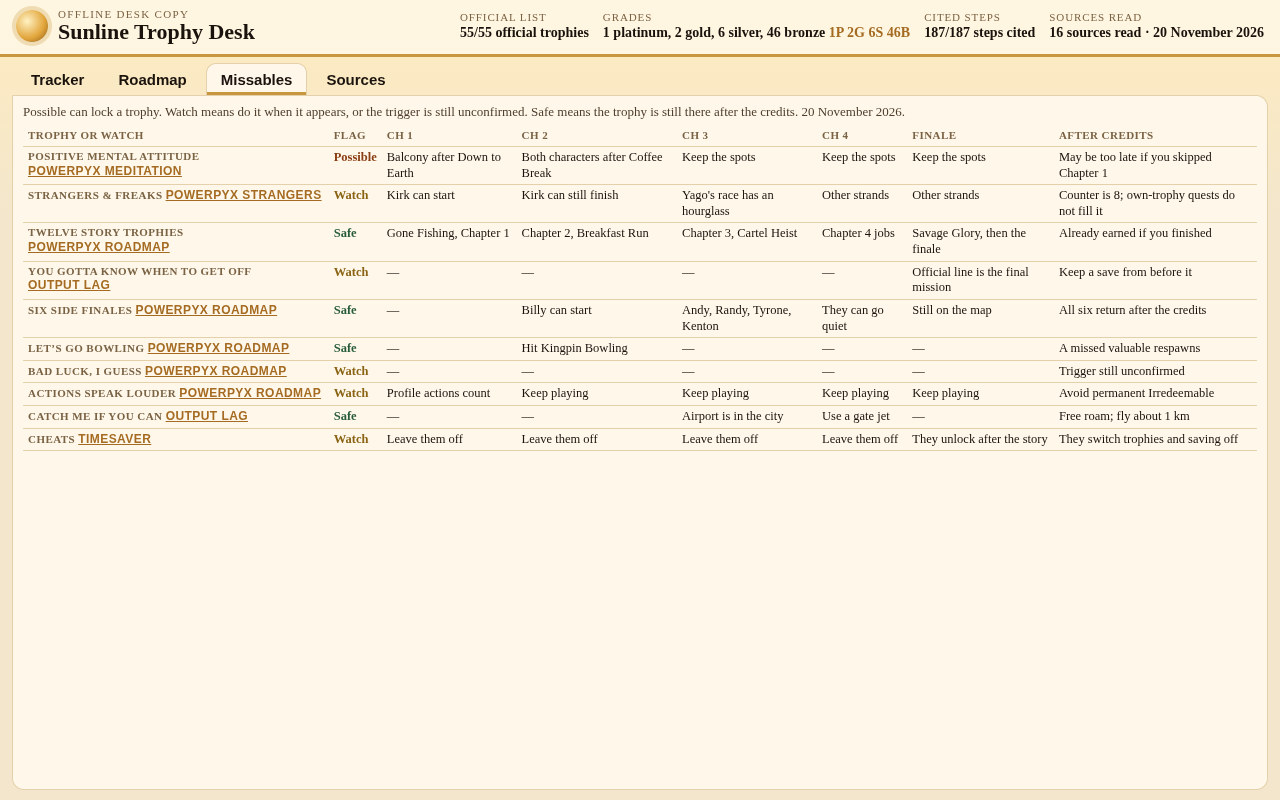 OFFLINE DESK COPY
Sunline Trophy Desk
OFFICIAL LIST
55/55 official trophies
GRADES
1 platinum, 2 gold, 6 silver, 46 bronze 1P 2G 6S 46B
CITED STEPS
187/187 steps cited
SOURCES READ
16 sources read · 20 November 2026
Tracker Roadmap Missables Sources
Possible can lock a trophy. Watch means do it when it appears, or the trigger is still unconfirmed. Safe means the trophy is still there after the credits. 20 November 2026.
TROPHY OR WATCH FLAG CH 1 CH 2 CH 3 CH 4 FINALE AFTER CREDITS
POSITIVE MENTAL ATTITUDE Possible Balcony after Down to Both characters after Coffee Keep the spots Keep the spots Keep the spots May be too late if you skipped
POWERPYX MEDITATION Earth Break Chapter 1
STRANGERS & FREAKS POWERPYX STRANGERS Watch Kirk can start Kirk can still finish Yago's race has an Other strands Other strands Counter is 8; own-trophy quests do
hourglass not fill it
TWELVE STORY TROPHIES Safe Gone Fishing, Chapter 1 Chapter 2, Breakfast Run Chapter 3, Cartel Heist Chapter 4 jobs Savage Glory, then the Already earned if you finished
POWERPYX ROADMAP finale
YOU GOTTA KNOW WHEN TO GET OFF Watch — — — — Official line is the final Keep a save from before it
OUTPUT LAG mission
SIX SIDE FINALES POWERPYX ROADMAP Safe — Billy can start Andy, Randy, Tyrone, They can go Still on the map All six return after the credits
Kenton quiet
LET’S GO BOWLING POWERPYX ROADMAP Safe — Hit Kingpin Bowling — — — A missed valuable respawns
BAD LUCK, I GUESS POWERPYX ROADMAP Watch — — — — — Trigger still unconfirmed
ACTIONS SPEAK LOUDER POWERPYX ROADMAP Watch Profile actions count Keep playing Keep playing Keep playing Keep playing Avoid permanent Irredeemable
CATCH ME IF YOU CAN OUTPUT LAG Safe — — Airport is in the city Use a gate jet — Free roam; fly about 1 km
CHEATS TIMESAVER Watch Leave them off Leave them off Leave them off Leave them off They unlock after the story They switch trophies and saving off